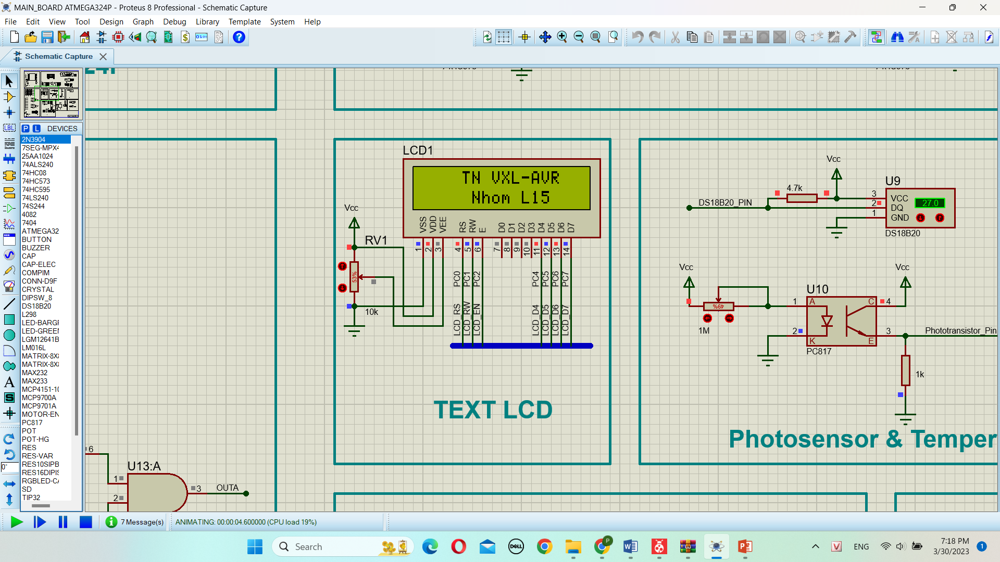 MAIN_BOARD ATMEGA324P - Proteus 8 Professional - Schematic Capture
File Edit View Tool Design Graph Debug Library Template System Help
Schematic Capture
LBL
P L DEVICES
2N3904
7SEG-MPX4
25AA1024
74ALS240
74HC08
74HC573
74HC595
74LS240
74S244
4082
7404
ATMEGA32
BUTTON
BUZZER
CAP
CAP-ELEC
COMPIM
CONN-D9F
CRYSTAL
DIPSW_8
DS18B20
L298
LED-BARG
LED-GREE
LGM12641B
LM016L
MATRIX-8X
MATRIX-8X
MAX232
MAX233
MCP4151-1
MCP9700A
MCP9701A
MOTOR-EN
PC817
POT
POT-HG
RES
RES-VAR
RES10SIPB
RES16DIPI
RGBLED-C
SD
TIP32
0°
LCD1
TN VXL-AVR
Nhom L15
VSS VDD VEE RS RW E D0 D1 D2 D3 D4 D5 D6 D7
1 2 3 4 5 6 7 8 9 10 11 12 13 14
Vcc
RV1
53%
10k
PC0 PC1 PC2 PC4 PC5 PC6 PC7
LCD_RS LCD_RW LCD_EN LCD_D4 LCD_D5 LCD_D6 LCD_D7
TEXT LCD
Vcc
4.7k
DS18B20_PIN
U9
3 VCC
2 DQ
1 GND
27.0
DS18B20
Vcc
49%
1M
U10
1 A C 4
2 K E 3
PC817
Vcc
Phototransistor_Pin
1k
Photosensor & Temper
6
U13:A
1
2
3
OUTA
7 Message(s)
ANIMATING: 00:00:04.600000 (CPU load 19%)
Search
DELL
ENG
7:18 PM
3/30/2023
1